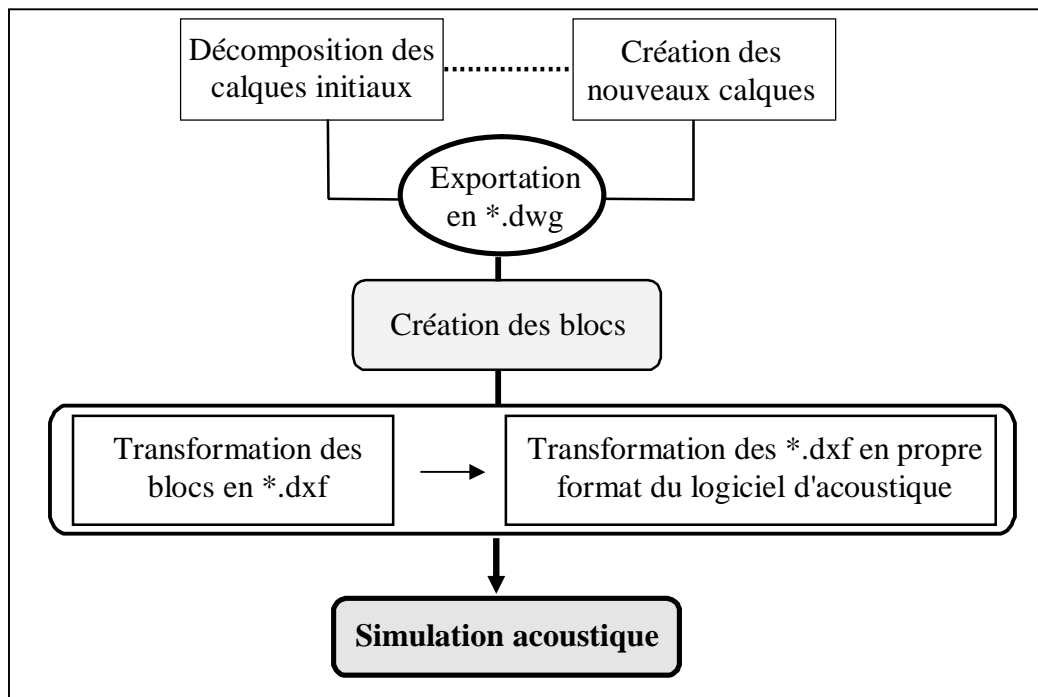 Décomposition des
calques initiaux
Création des
nouveaux calques
Exportation
en *.dwg
Création des blocs
Transformation des
blocs en *.dxf
Transformation des *.dxf en propre
format du logiciel d'acoustique
Simulation acoustique